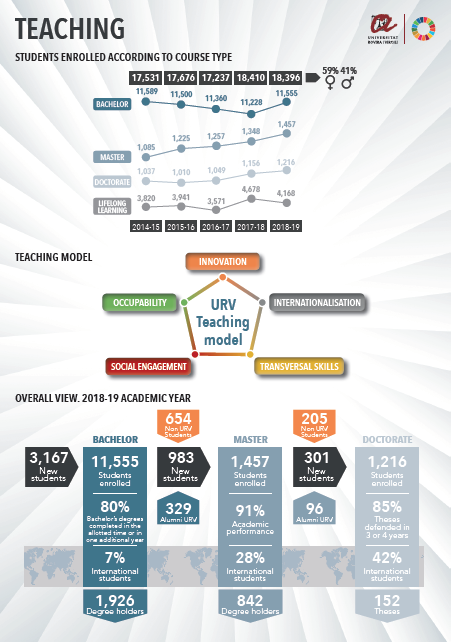 TEACHING
UNIVERSITAT
ROVIRA I VIRGILI
STUDENTS ENROLLED ACCORDING TO COURSE TYPE
17,531 17,676 17,237 18,410 18,396
59% 41%
BACHELOR
11,589 11,500 11,360 11,228 11,555
MASTER
1,085 1,225 1,257 1,348 1,457
DOCTORATE
1,037 1,010 1,049 1,156 1,216
LIFELONG
LEARNING
3,820 3,941 3,571 4,678 4,168
2014-15 2015-16 2016-17 2017-18 2018-19
TEACHING MODEL
INNOVATION
OCCUPABILITY
INTERNATIONALISATION
URV
Teaching
model
SOCIAL ENGAGEMENT
TRANSVERSAL SKILLS
OVERALL VIEW. 2018-19 ACADEMIC YEAR
654
Non URV
Students
205
Non URV
Students
BACHELOR
MASTER
DOCTORATE
3,167
New
students
11,555
Students
enrolled
983
New
students
1,457
Students
enrolled
301
New
students
1,216
Students
enrolled
80%
Bachelor's degrees
completed in the
allotted time or in
one additional year
329
Alumni URV
91%
Academic
performance
96
Alumni URV
85%
Theses
defended in
3 or 4 years
7%
International
students
28%
International
students
42%
International
students
1,926
Degree holders
842
Degree holders
152
Theses